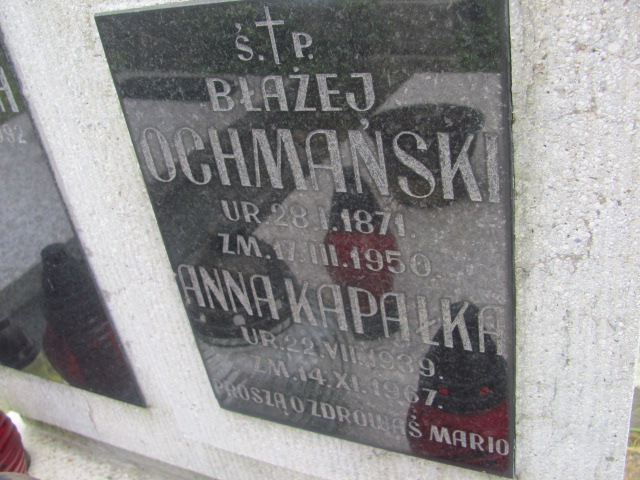 Ś.†P.
BŁAŻEJ
OCHMAŃSKI
UR. 28.I.1871.
ZM. 17.III.1950.
ANNA KAPAŁKA
UR. 22.VII.1939.
ZM. 14.XI.1967.
PROSZĄ O ZDROWAŚ MARIO